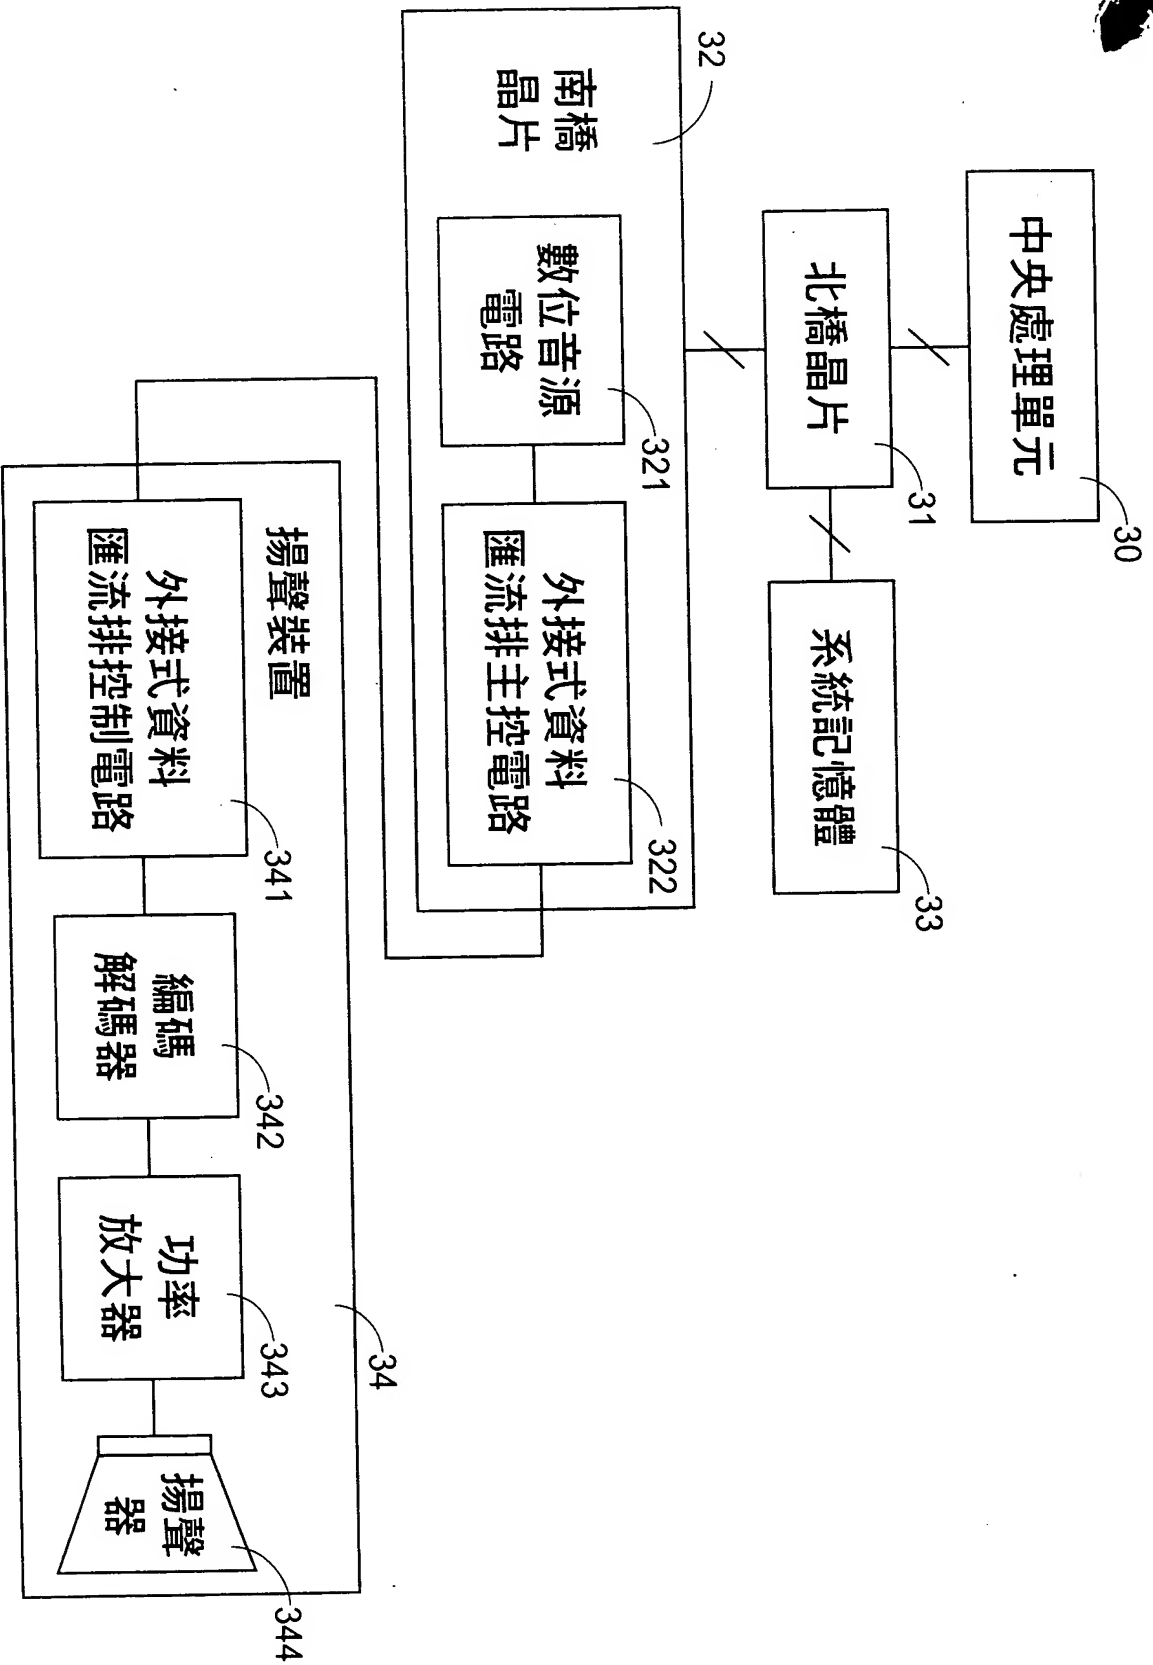 中央處理單元
30
北橋晶片
31
系統記憶體
33
南橋
晶片
32
數位音源
電路
321
外接式資料
匯流排主控電路
322
揚聲裝置
34
外接式資料
匯流排控制電路
341
編碼
解碼器
342
功率
放大器
343
揚聲
器
344